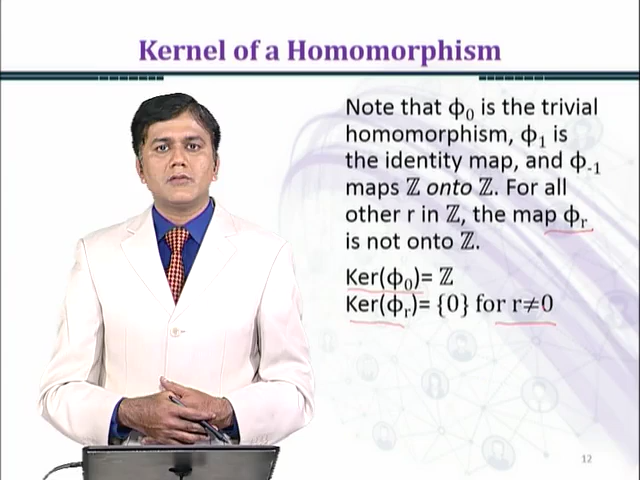 Kernel of a Homomorphism
Note that ϕ₀ is the trivial
homomorphism, ϕ₁ is
the identity map, and ϕ₋₁
maps ℤ onto ℤ. For all
other r in ℤ, the map ϕᵣ
is not onto ℤ.
Ker(ϕ₀)= ℤ
Ker(ϕᵣ)= {0} for r≠0
12